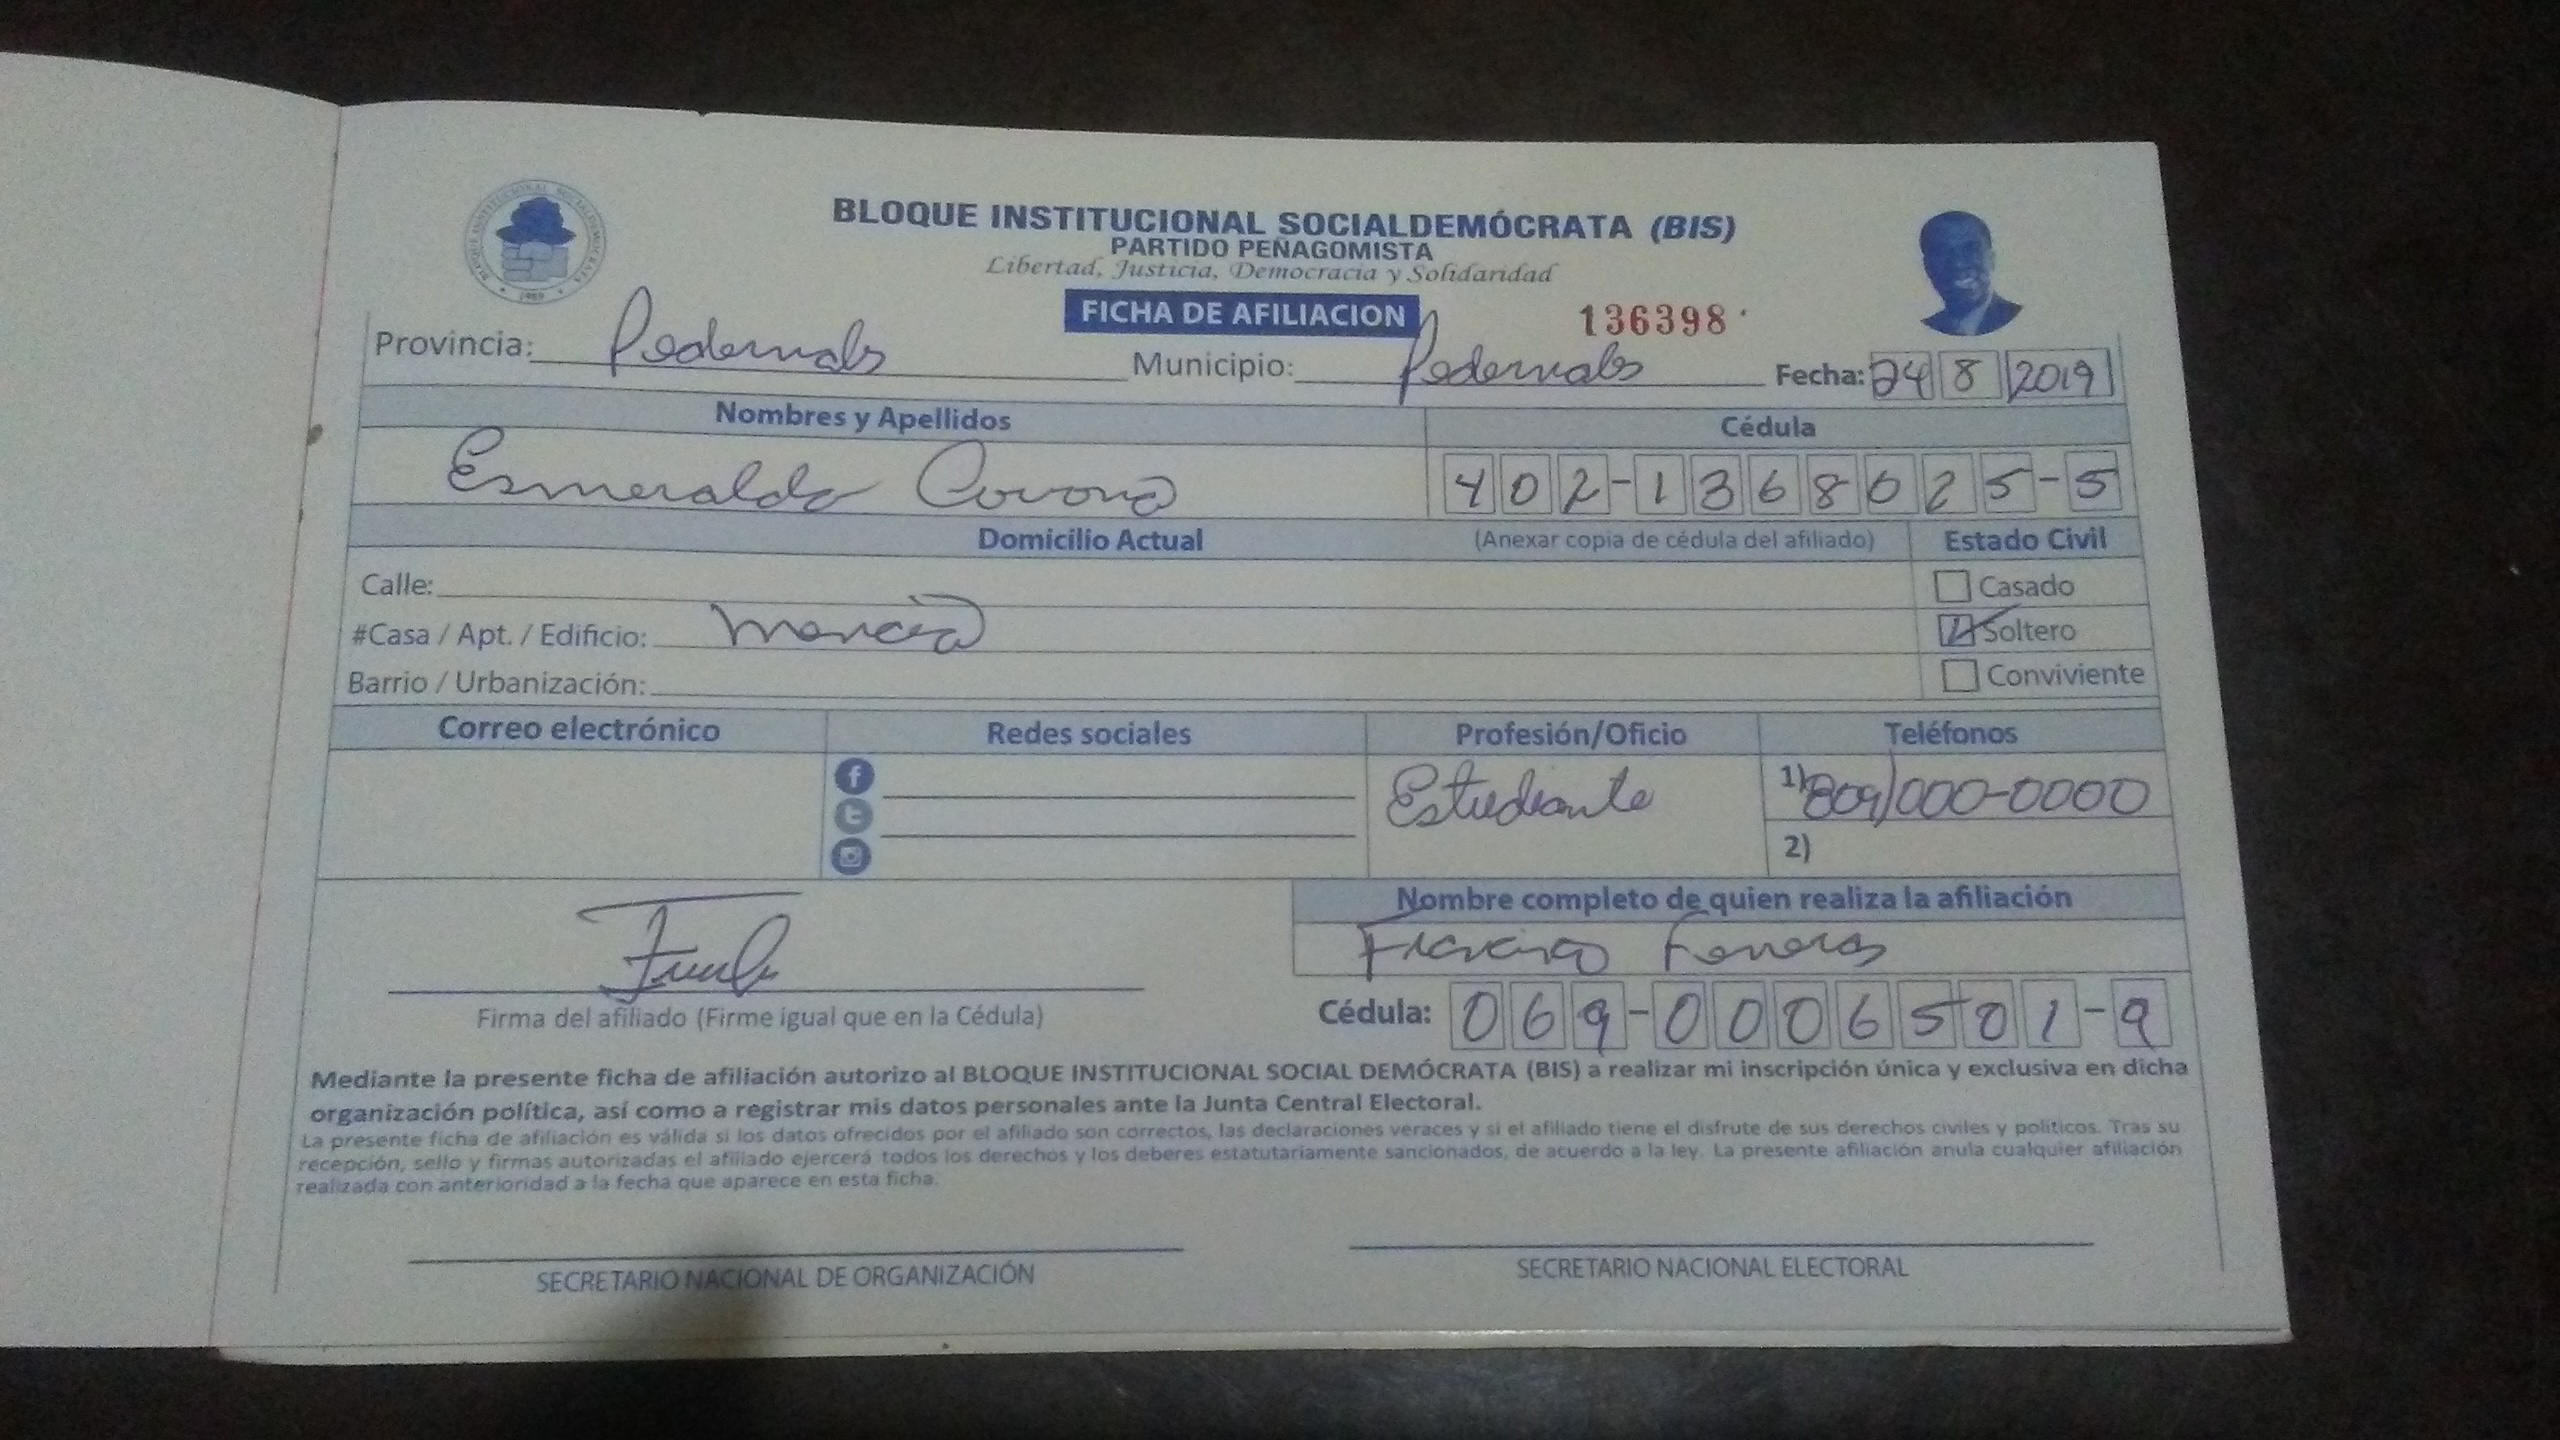 BLOQUE INSTITUCIONAL SOCIALDEMÓCRATA
1989
BLOQUE INSTITUCIONAL SOCIALDEMÓCRATA (BIS)
PARTIDO PEÑAGOMISTA
Libertad, Justicia, Democracia y Solidaridad
FICHA DE AFILIACION 136398
Provincia: Pedernales Municipio: Pedernales Fecha: 24 8 2019
Nombres y Apellidos Cédula
Esmeralda Corona 402-1368025-5
Domicilio Actual (Anexar copia de cédula del afiliado) Estado Civil
Calle: Casado
#Casa / Apt. / Edificio: Mencia Soltero
Barrio / Urbanización: Conviviente
Correo electrónico Redes sociales Profesión/Oficio Teléfonos
Estudiante 1) 809/000-0000
2)
Nombre completo de quien realiza la afiliación
Francisco
Firma del afiliado (Firme igual que en la Cédula) Cédula: 069-0006501-9
Mediante la presente ficha de afiliación autorizo al BLOQUE INSTITUCIONAL SOCIAL DEMÓCRATA (BIS) a realizar mi inscripción única y exclusiva en dicha
organización política, así como a registrar mis datos personales ante la Junta Central Electoral.
La presente ficha de afiliación es válida si los datos ofrecidos por el afiliado son correctos, las declaraciones veraces y si el afiliado tiene el disfrute de sus derechos civiles y políticos. Tras su
recepción, sello y firmas autorizadas el afiliado ejercerá todos los derechos y los deberes estatutariamente sancionados, de acuerdo a la ley. La presente afiliación anula cualquier afiliación
realizada con anterioridad a la fecha que aparece en esta ficha.
SECRETARIO NACIONAL DE ORGANIZACIÓN SECRETARIO NACIONAL ELECTORAL